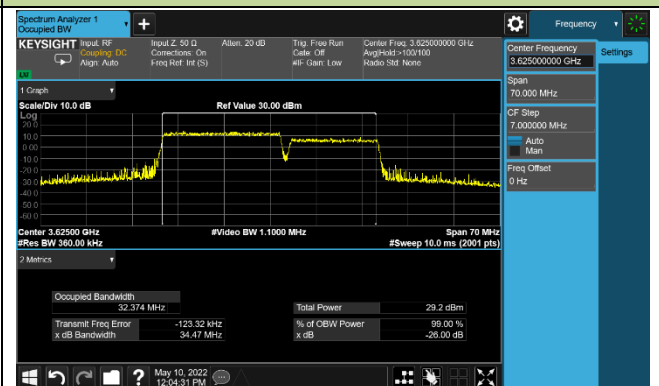 Spectrum Analyzer 1
Occupied BW
+
Frequency
KEYSIGHT
Input: RF
Coupling: DC
Align: Auto
Input Z: 50 Ω
Corrections: On
Freq Ref: Int (S)
Atten: 20 dB
Trig: Free Run
Gate: Off
#IF Gain: Low
Center Freq: 3.625000000 GHz
Avg|Hold:>100/100
Radio Std: None
Center Frequency
3.625000000 GHz
Settings
Span
70.000 MHz
CF Step
7.000000 MHz
Auto
Man
Freq Offset
0 Hz
1 Graph
Scale/Div 10.0 dB
Ref Value 30.00 dBm
Log
20.0
10.0
0.00
-10.0
-20.0
-30.0
-40.0
-50.0
-60.0
Center 3.62500 GHz
#Video BW 1.1000 MHz
Span 70 MHz
#Res BW 360.00 kHz
#Sweep 10.0 ms (2001 pts)
2 Metrics
Occupied Bandwidth
32.374 MHz
Total Power
29.2 dBm
Transmit Freq Error
-123.32 kHz
% of OBW Power
99.00 %
x dB Bandwidth
34.47 MHz
x dB
-26.00 dB
?
May 10, 2022
12:04:31 PM